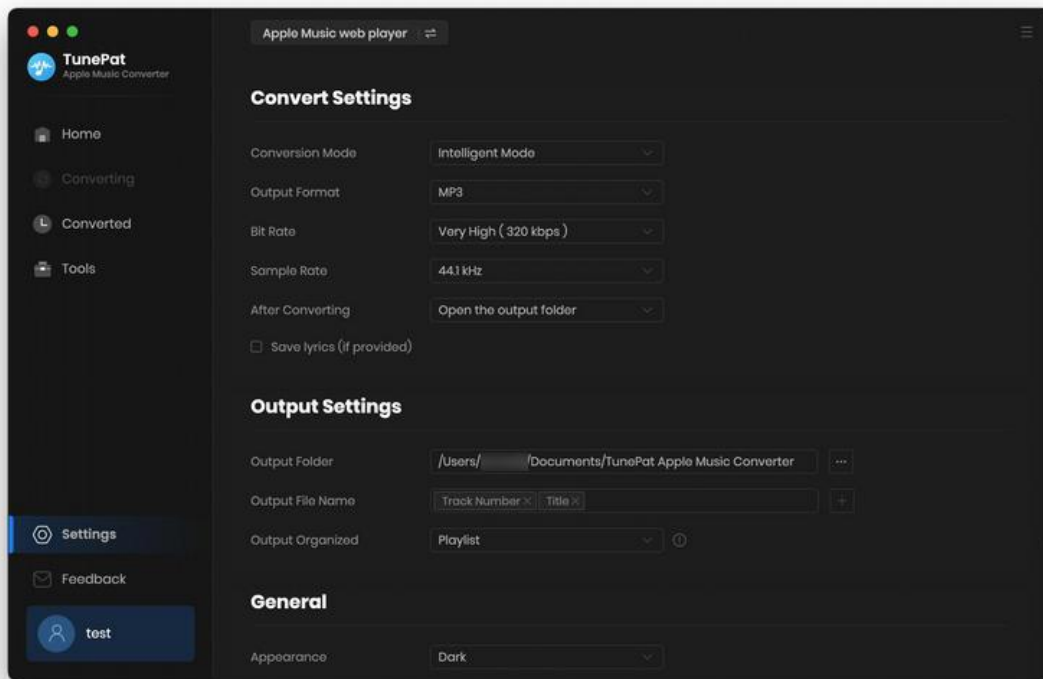 Apple Music web player
TunePat
Apple Music Converter
Home
Converting
Converted
Tools
Settings
Feedback
test
Convert Settings
Conversion Mode Intelligent Mode
Output Format MP3
Bit Rate Very High ( 320 kbps )
Sample Rate 44.1 kHz
After Converting Open the output folder
Save lyrics (if provided)
Output Settings
Output Folder /Users/ /Documents/TunePat Apple Music Converter ...
Output File Name Track Number × Title × +
Output Organized Playlist
General
Appearance Dark